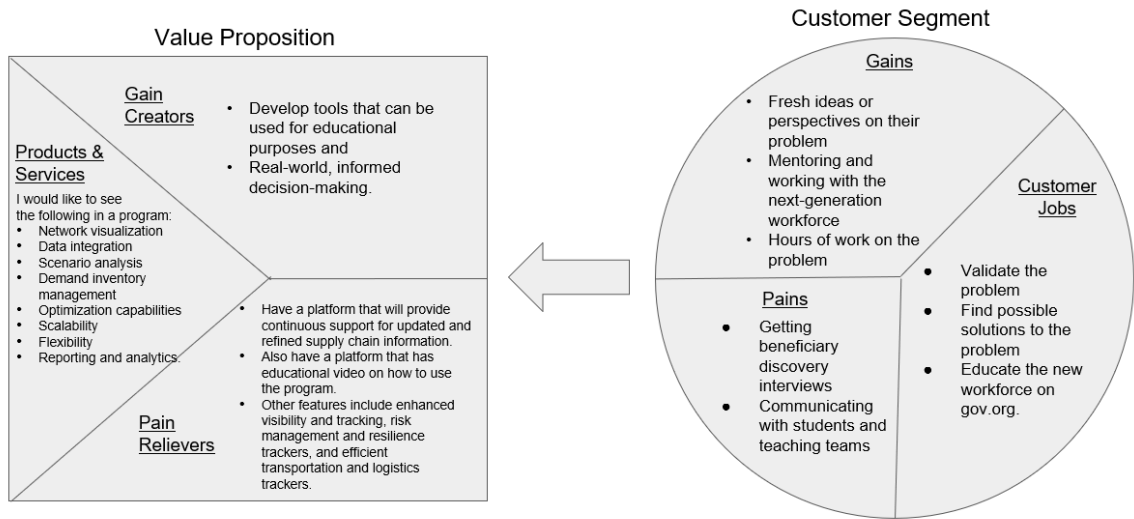 Value Proposition
Gain
Creators
• Develop tools that can be
used for educational
purposes and
• Real-world, informed
decision-making.
Products &
Services
I would like to see
the following in a program:
• Network visualization
• Data integration
• Scenario analysis
• Demand inventory
management
• Optimization capabilities
• Scalability
• Flexibility
• Reporting and analytics.
Pain
Relievers
• Have a platform that will provide
continuous support for updated and
refined supply chain information.
• Also have a platform that has
educational video on how to use
the program.
• Other features include enhanced
visibility and tracking, risk
management and resilience
trackers, and efficient
transportation and logistics
trackers.
Customer Segment
Gains
• Fresh ideas or
perspectives on their
problem
• Mentoring and
working with the
next-generation
workforce
• Hours of work on the
problem
Customer
Jobs
● Validate the
problem
● Find possible
solutions to the
problem
● Educate the new
workforce on
gov.org.
Pains
● Getting
beneficiary
discovery
interviews
● Communicating
with students and
teaching teams